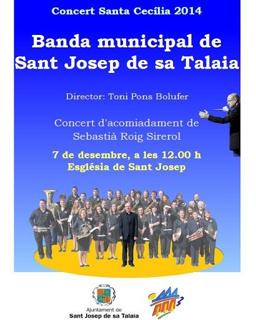 Concert Santa Cecília 2014
Banda municipal de
Sant Josep de sa Talaia
Director: Toni Pons Bolufer
Concert d'acomiadament de
Sebastià Roig Sirerol
7 de desembre, a les 12.00 h
Església de Sant Josep
Ajuntament de
Sant Josep de sa Talaia